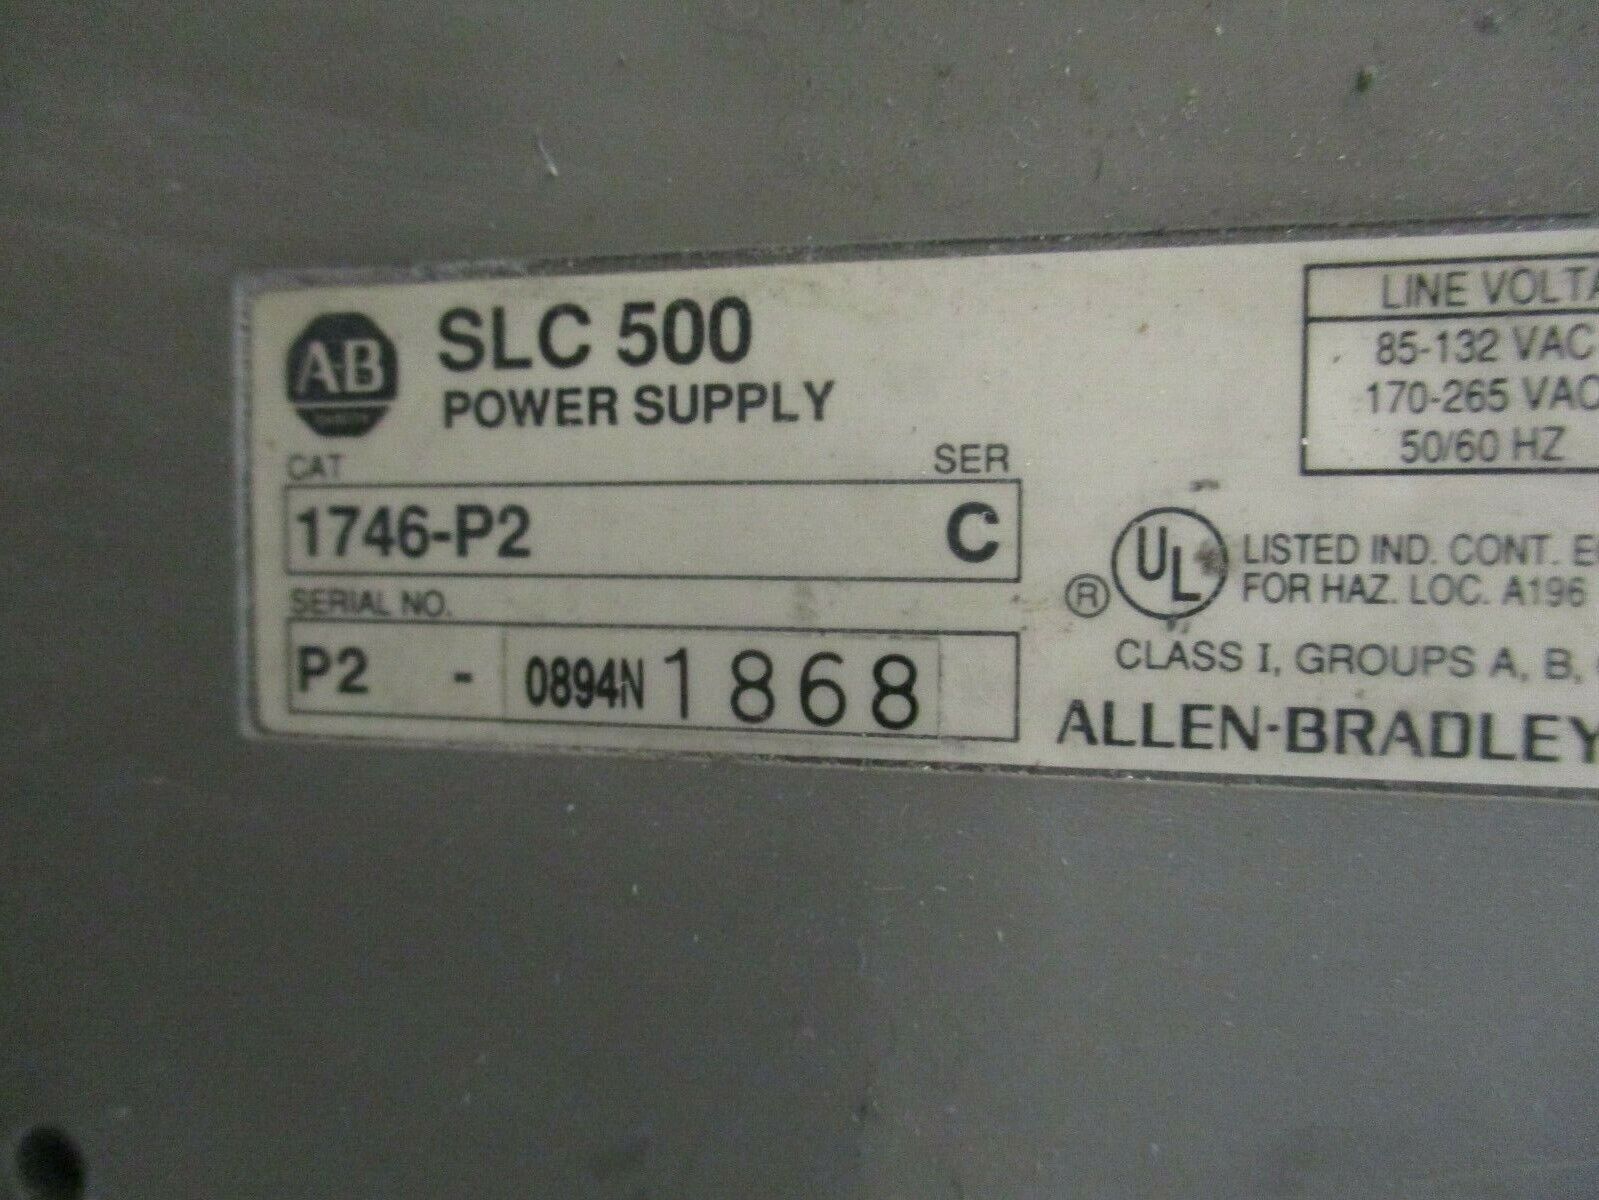 AB
SLC 500
POWER SUPPLY
CAT
SER
1746-P2
C
SERIAL NO.
P2 - 0894N 1868
LINE VOLTA
85-132 VAC
170-265 VAC
50/60 HZ
® UL
LISTED IND. CONT. E
FOR HAZ. LOC. A196
CLASS I, GROUPS A, B,
ALLEN-BRADLEY